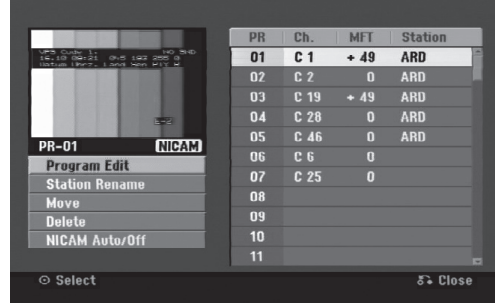 PR-01 NICAM
Program Edit
Station Rename
Move
Delete
NICAM Auto/Off
PR Ch. MFT Station
01 C 1 + 49 ARD
02 C 2 0 ARD
03 C 19 + 49 ARD
04 C 28 0 ARD
05 C 46 0 ARD
06 C 6 0
07 C 25 0
08
09
10
11
Select
Close